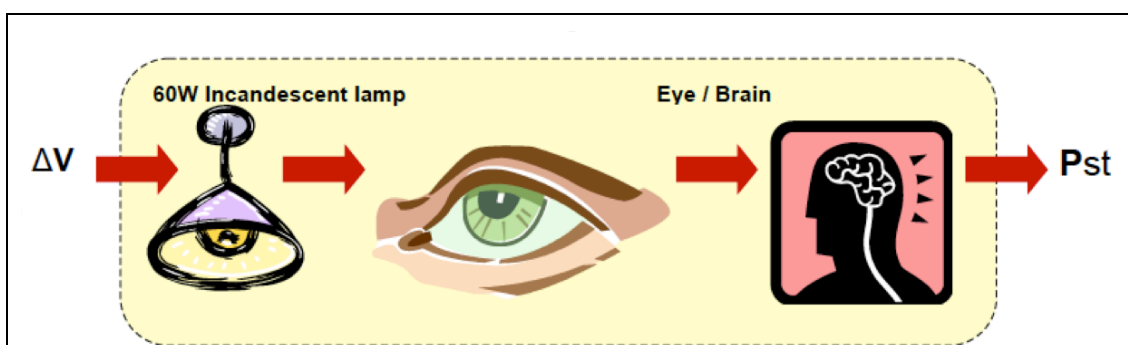 60W Incandescent lamp
Eye / Brain
ΔV
Pst